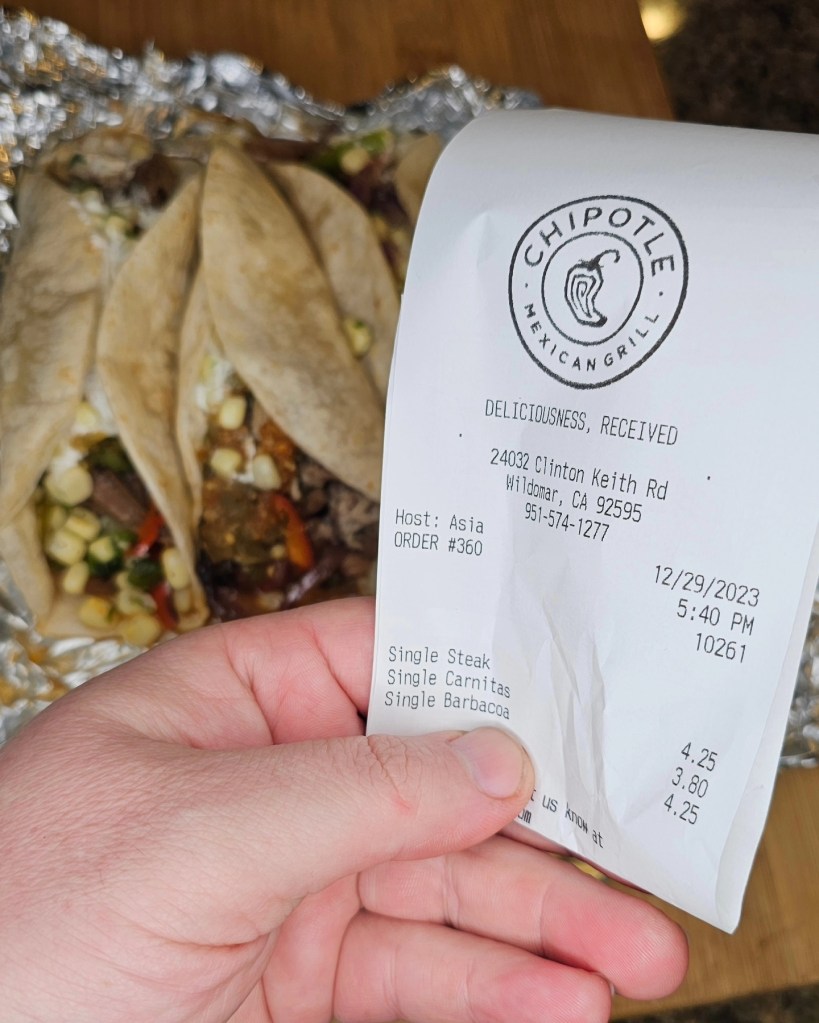 CHIPOTLE
MEXICAN GRILL
DELICIOUSNESS, RECEIVED
24032 Clinton Keith Rd
Wildomar, CA 92595
951-574-1277
Host: Asia
ORDER #360
12/29/2023
5:40 PM
10261
Single Steak 4.25
Single Carnitas 3.80
Single Barbacoa 4.25
us know at